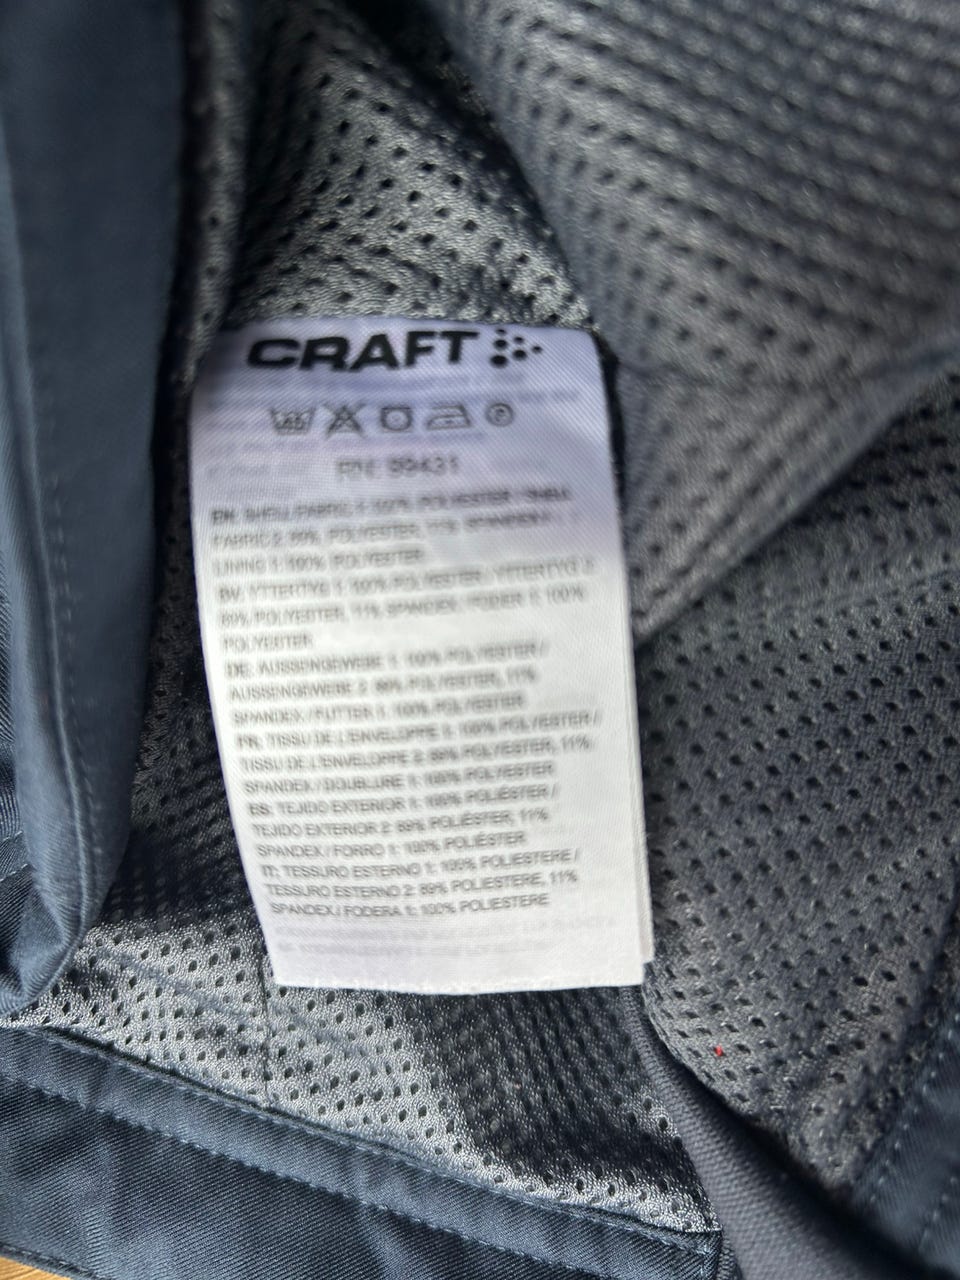 CRAFT
RN: 99431
EN: SHELL FABRIC 1: 100% POLYESTER / SHELL
FABRIC 2: 89% POLYESTER, 11% SPANDEX /
LINING 1: 100% POLYESTER
SV: YTTERTYG 1: 100% POLYESTER / YTTERTYG 2:
89% POLYESTER, 11% SPANDEX / FODER 1: 100%
POLYESTER
DE: AUSSENGEWEBE 1: 100% POLYESTER /
AUSSENGEWEBE 2: 89% POLYESTER, 11%
SPANDEX / FUTTER 1: 100% POLYESTER
FR: TISSU DE L'ENVELOPPE 1: 100% POLYESTER /
TISSU DE L'ENVELOPPE 2: 89% POLYESTER, 11%
SPANDEX / DOUBLURE 1: 100% POLYESTER
ES: TEJIDO EXTERIOR 1: 100% POLIÉSTER /
TEJIDO EXTERIOR 2: 89% POLIÉSTER, 11%
SPANDEX / FORRO 1: 100% POLIÉSTER
IT: TESSURO ESTERNO 1: 100% POLIESTERE /
TESSURO ESTERNO 2: 89% POLIESTERE, 11%
SPANDEX / FODERA 1: 100% POLIESTERE